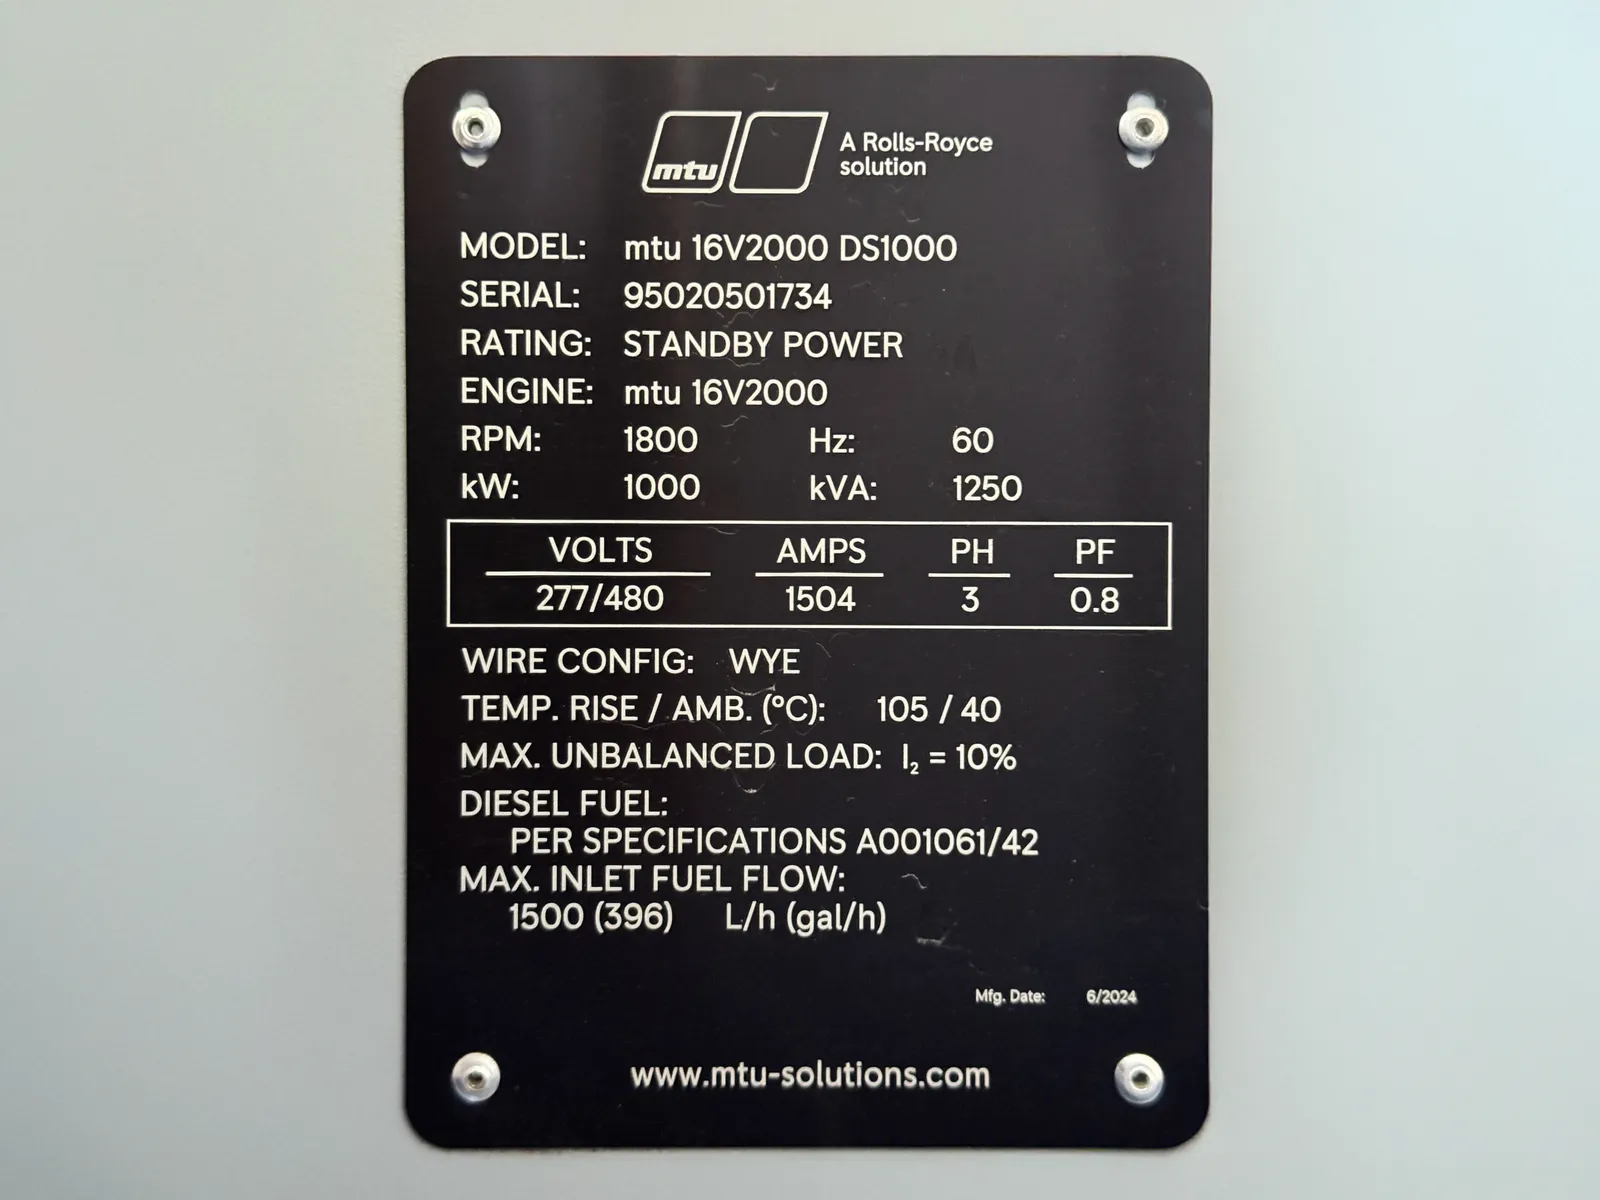 mtu
A Rolls-Royce
solution
MODEL: mtu 16V2000 DS1000
SERIAL: 95020501734
RATING: STANDBY POWER
ENGINE: mtu 16V2000
RPM: 1800 Hz: 60
kW: 1000 kVA: 1250
VOLTS AMPS PH PF
277/480 1504 3 0.8
WIRE CONFIG: WYE
TEMP. RISE / AMB. (°C): 105 / 40
MAX. UNBALANCED LOAD: I₂ = 10%
DIESEL FUEL:
PER SPECIFICATIONS A001061/42
MAX. INLET FUEL FLOW:
1500 (396) L/h (gal/h)
Mfg. Date: 6/2024
www.mtu-solutions.com